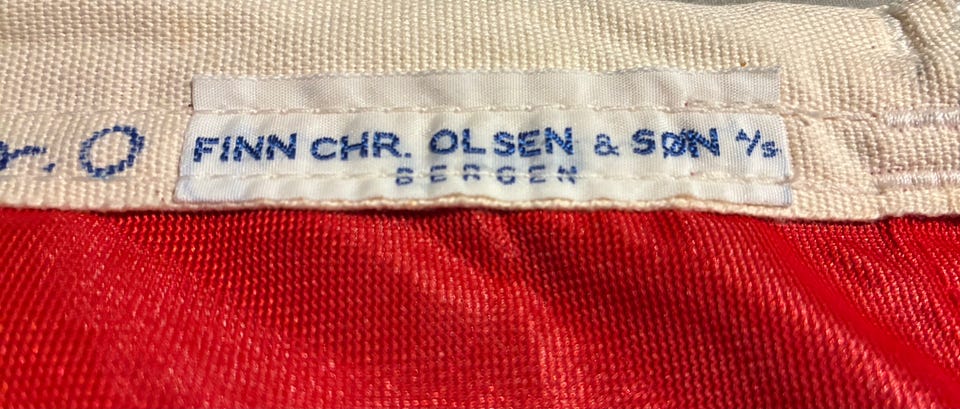 FINN CHR. OLSEN & SØN A/S
BERGEN